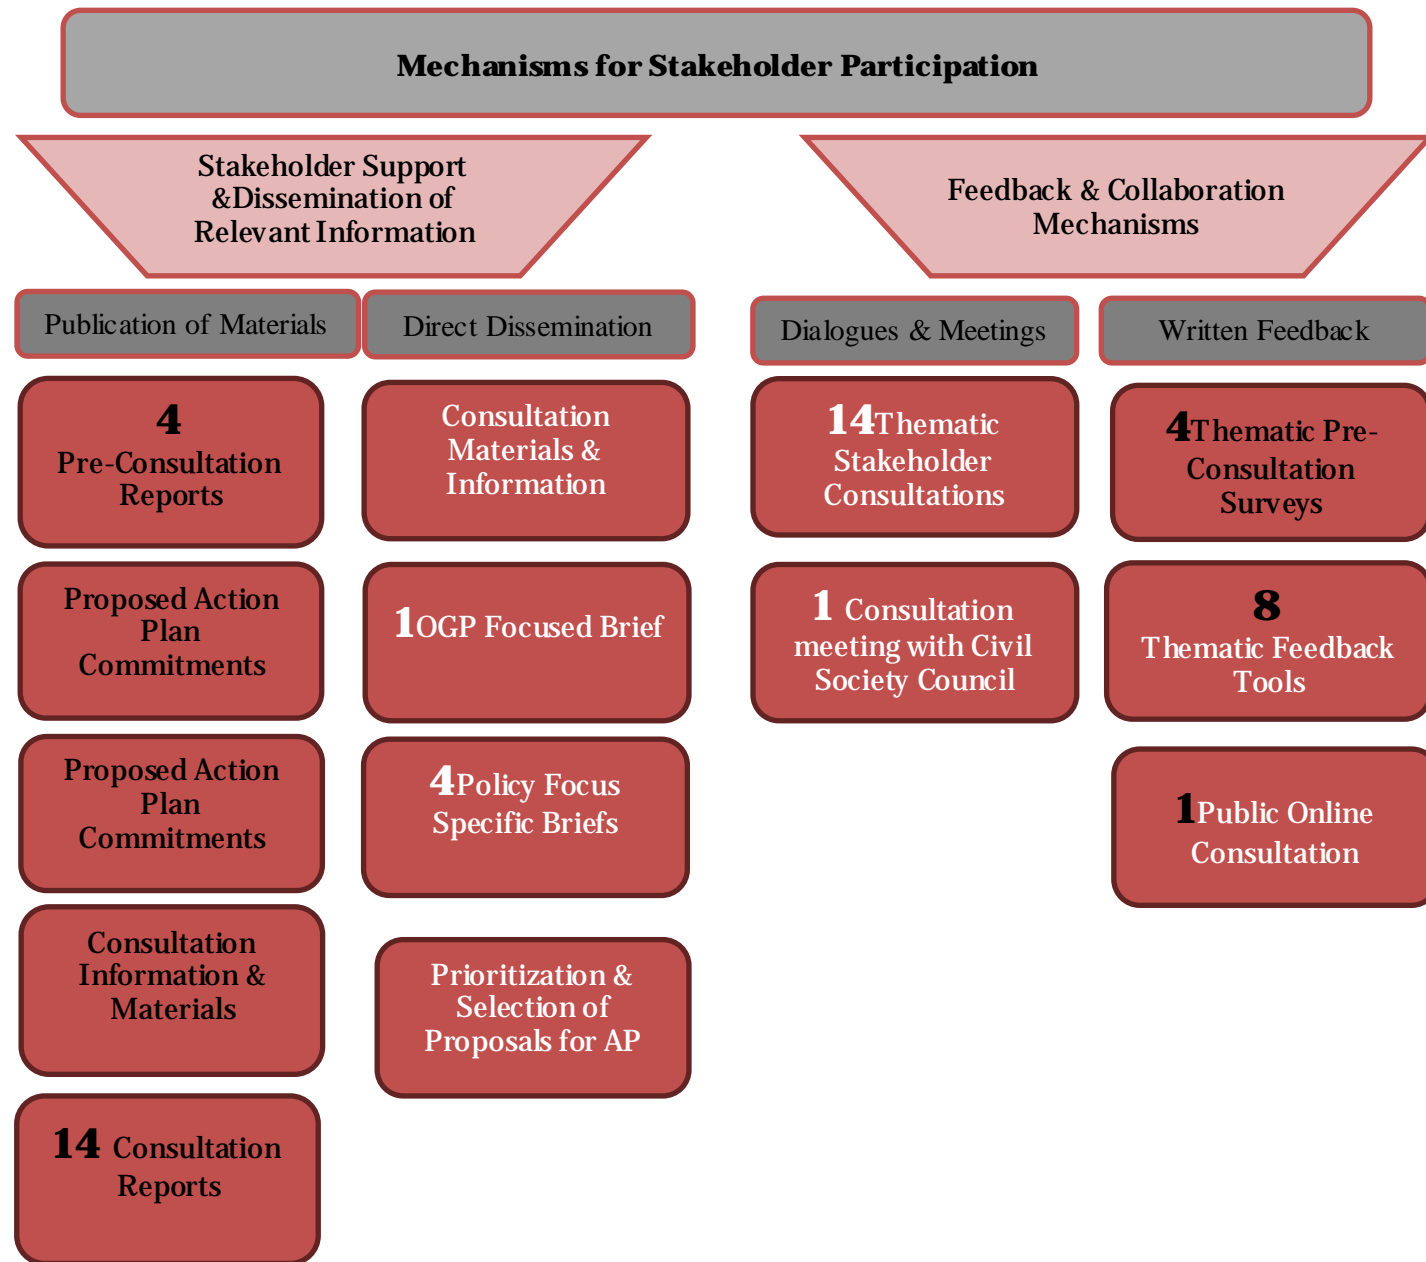 Mechanisms for Stakeholder Participation
Stakeholder Support
&Dissemination of
Relevant Information
Feedback & Collaboration
Mechanisms
Publication of Materials
Direct Dissemination
Dialogues & Meetings
Written Feedback
4
Pre-Consultation
Reports
Proposed Action
Plan
Commitments
Proposed Action
Plan
Commitments
Consultation
Information &
Materials
14 Consultation
Reports
Consultation
Materials &
Information
1OGP Focused Brief
4Policy Focus
Specific Briefs
Prioritization &
Selection of
Proposals for AP
14Thematic
Stakeholder
Consultations
1 Consultation
meeting with Civil
Society Council
4Thematic Pre-
Consultation
Surveys
8
Thematic Feedback
Tools
1Public Online
Consultation